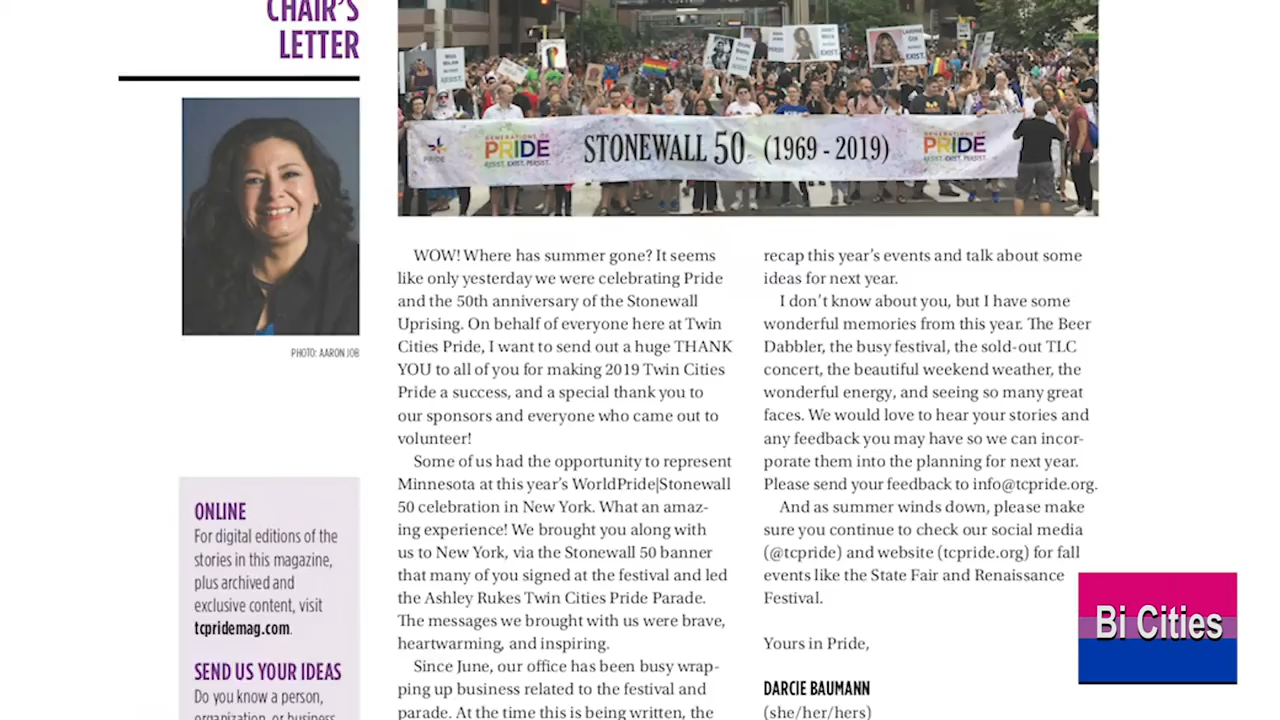 CHAIR'S
LETTER
PHOTO: AARON JOB
ONLINE
For digital editions of the
stories in this magazine,
plus archived and
exclusive content, visit
tcpridemag.com.
SEND US YOUR IDEAS
Do you know a person,
organization, or business
PRIDE
GENERATIONS OF
PRIDE
RESIST. EXIST. PERSIST.
STONEWALL 50 (1969 - 2019)
GENERATIONS OF
PRIDE
RESIST. EXIST. PERSIST.
WOW! Where has summer gone? It seems
like only yesterday we were celebrating Pride
and the 50th anniversary of the Stonewall
Uprising. On behalf of everyone here at Twin
Cities Pride, I want to send out a huge THANK
YOU to all of you for making 2019 Twin Cities
Pride a success, and a special thank you to
our sponsors and everyone who came out to
volunteer!
Some of us had the opportunity to represent
Minnesota at this year's WorldPride|Stonewall
50 celebration in New York. What an amaz-
ing experience! We brought you along with
us to New York, via the Stonewall 50 banner
that many of you signed at the festival and led
the Ashley Rukes Twin Cities Pride Parade.
The messages we brought with us were brave,
heartwarming, and inspiring.
Since June, our office has been busy wrap-
ping up business related to the festival and
parade. At the time this is being written, the
recap this year's events and talk about some
ideas for next year.
I don't know about you, but I have some
wonderful memories from this year. The Beer
Dabbler, the busy festival, the sold-out TLC
concert, the beautiful weekend weather, the
wonderful energy, and seeing so many great
faces. We would love to hear your stories and
any feedback you may have so we can incor-
porate them into the planning for next year.
Please send your feedback to info@tcpride.org.
And as summer winds down, please make
sure you continue to check our social media
(@tcpride) and website (tcpride.org) for fall
events like the State Fair and Renaissance
Festival.
Yours in Pride,
DARCIE BAUMANN
(she/her/hers)
Bi Cities